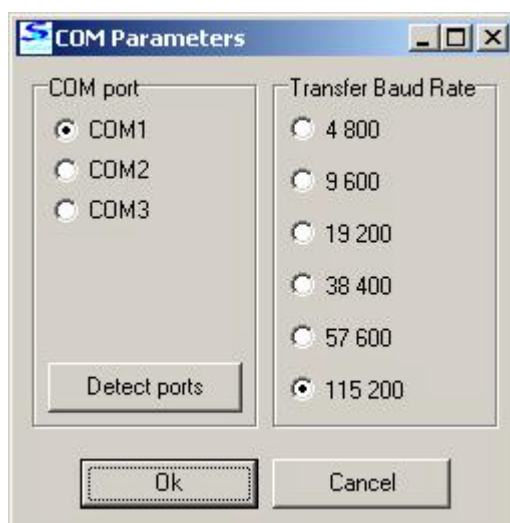 COM Parameters
COM port
COM1
COM2
COM3
Detect ports
Transfer Baud Rate
4 800
9 600
19 200
38 400
57 600
115 200
Ok
Cancel